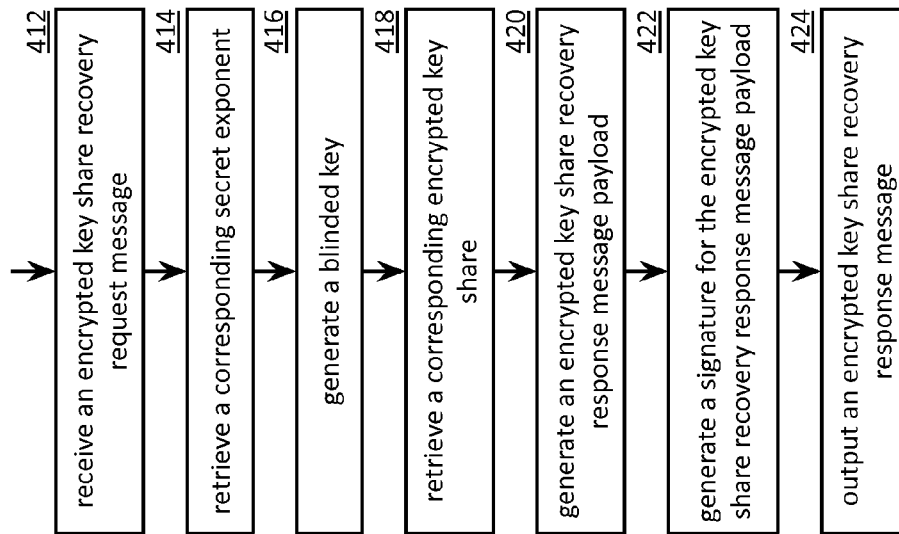 412
receive an encrypted key share recovery
request message
414
retrieve a corresponding secret exponent
416
generate a blinded key
418
retrieve a corresponding encrypted key
share
420
generate an encrypted key share recovery
response message payload
422
generate a signature for the encrypted key
share recovery response message payload
424
output an encrypted key share recovery
response message